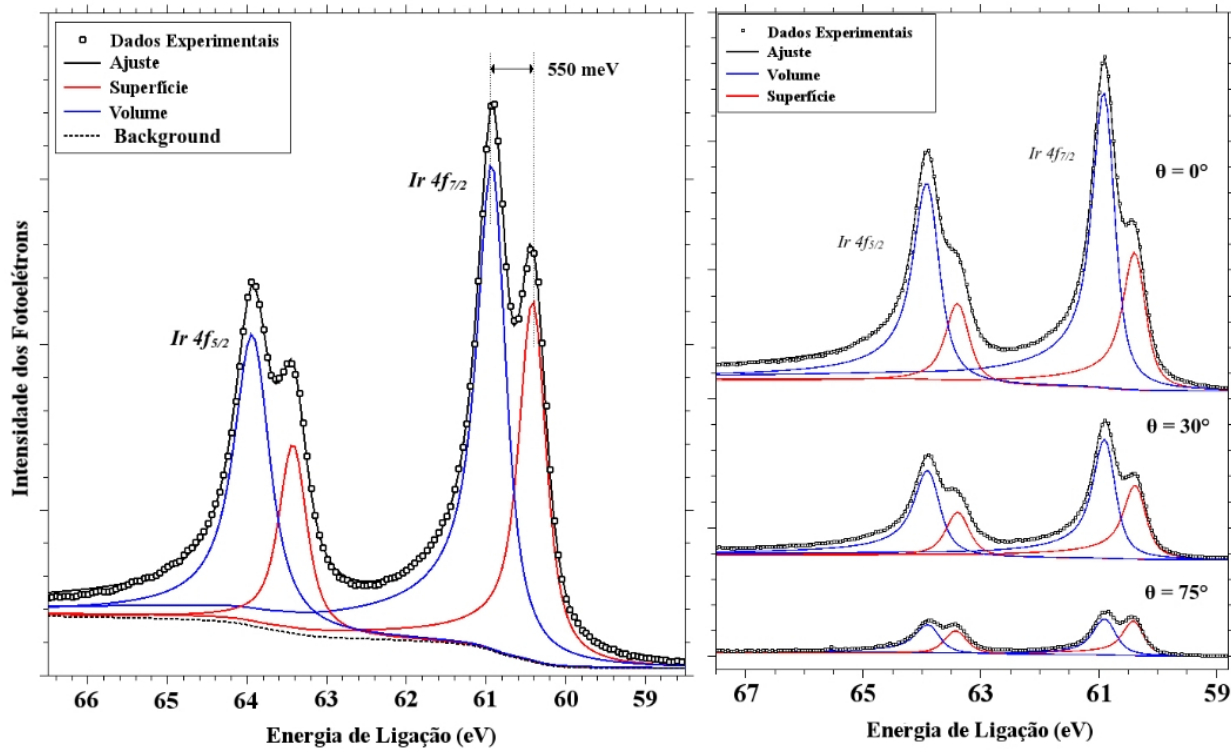 Dados Experimentais
Ajuste
Superfície
Volume
Background
550 meV
Ir 4f7/2
Ir 4f5/2
Intensidade dos Fotoelétrons
66 65 64 63 62 61 60 59
Energia de Ligação (eV)
Dados Experimentais
Ajuste
Volume
Superfície
Ir 4f7/2
θ = 0°
Ir 4f5/2
θ = 30°
θ = 75°
67 65 63 61 59
Energia de Ligação (eV)